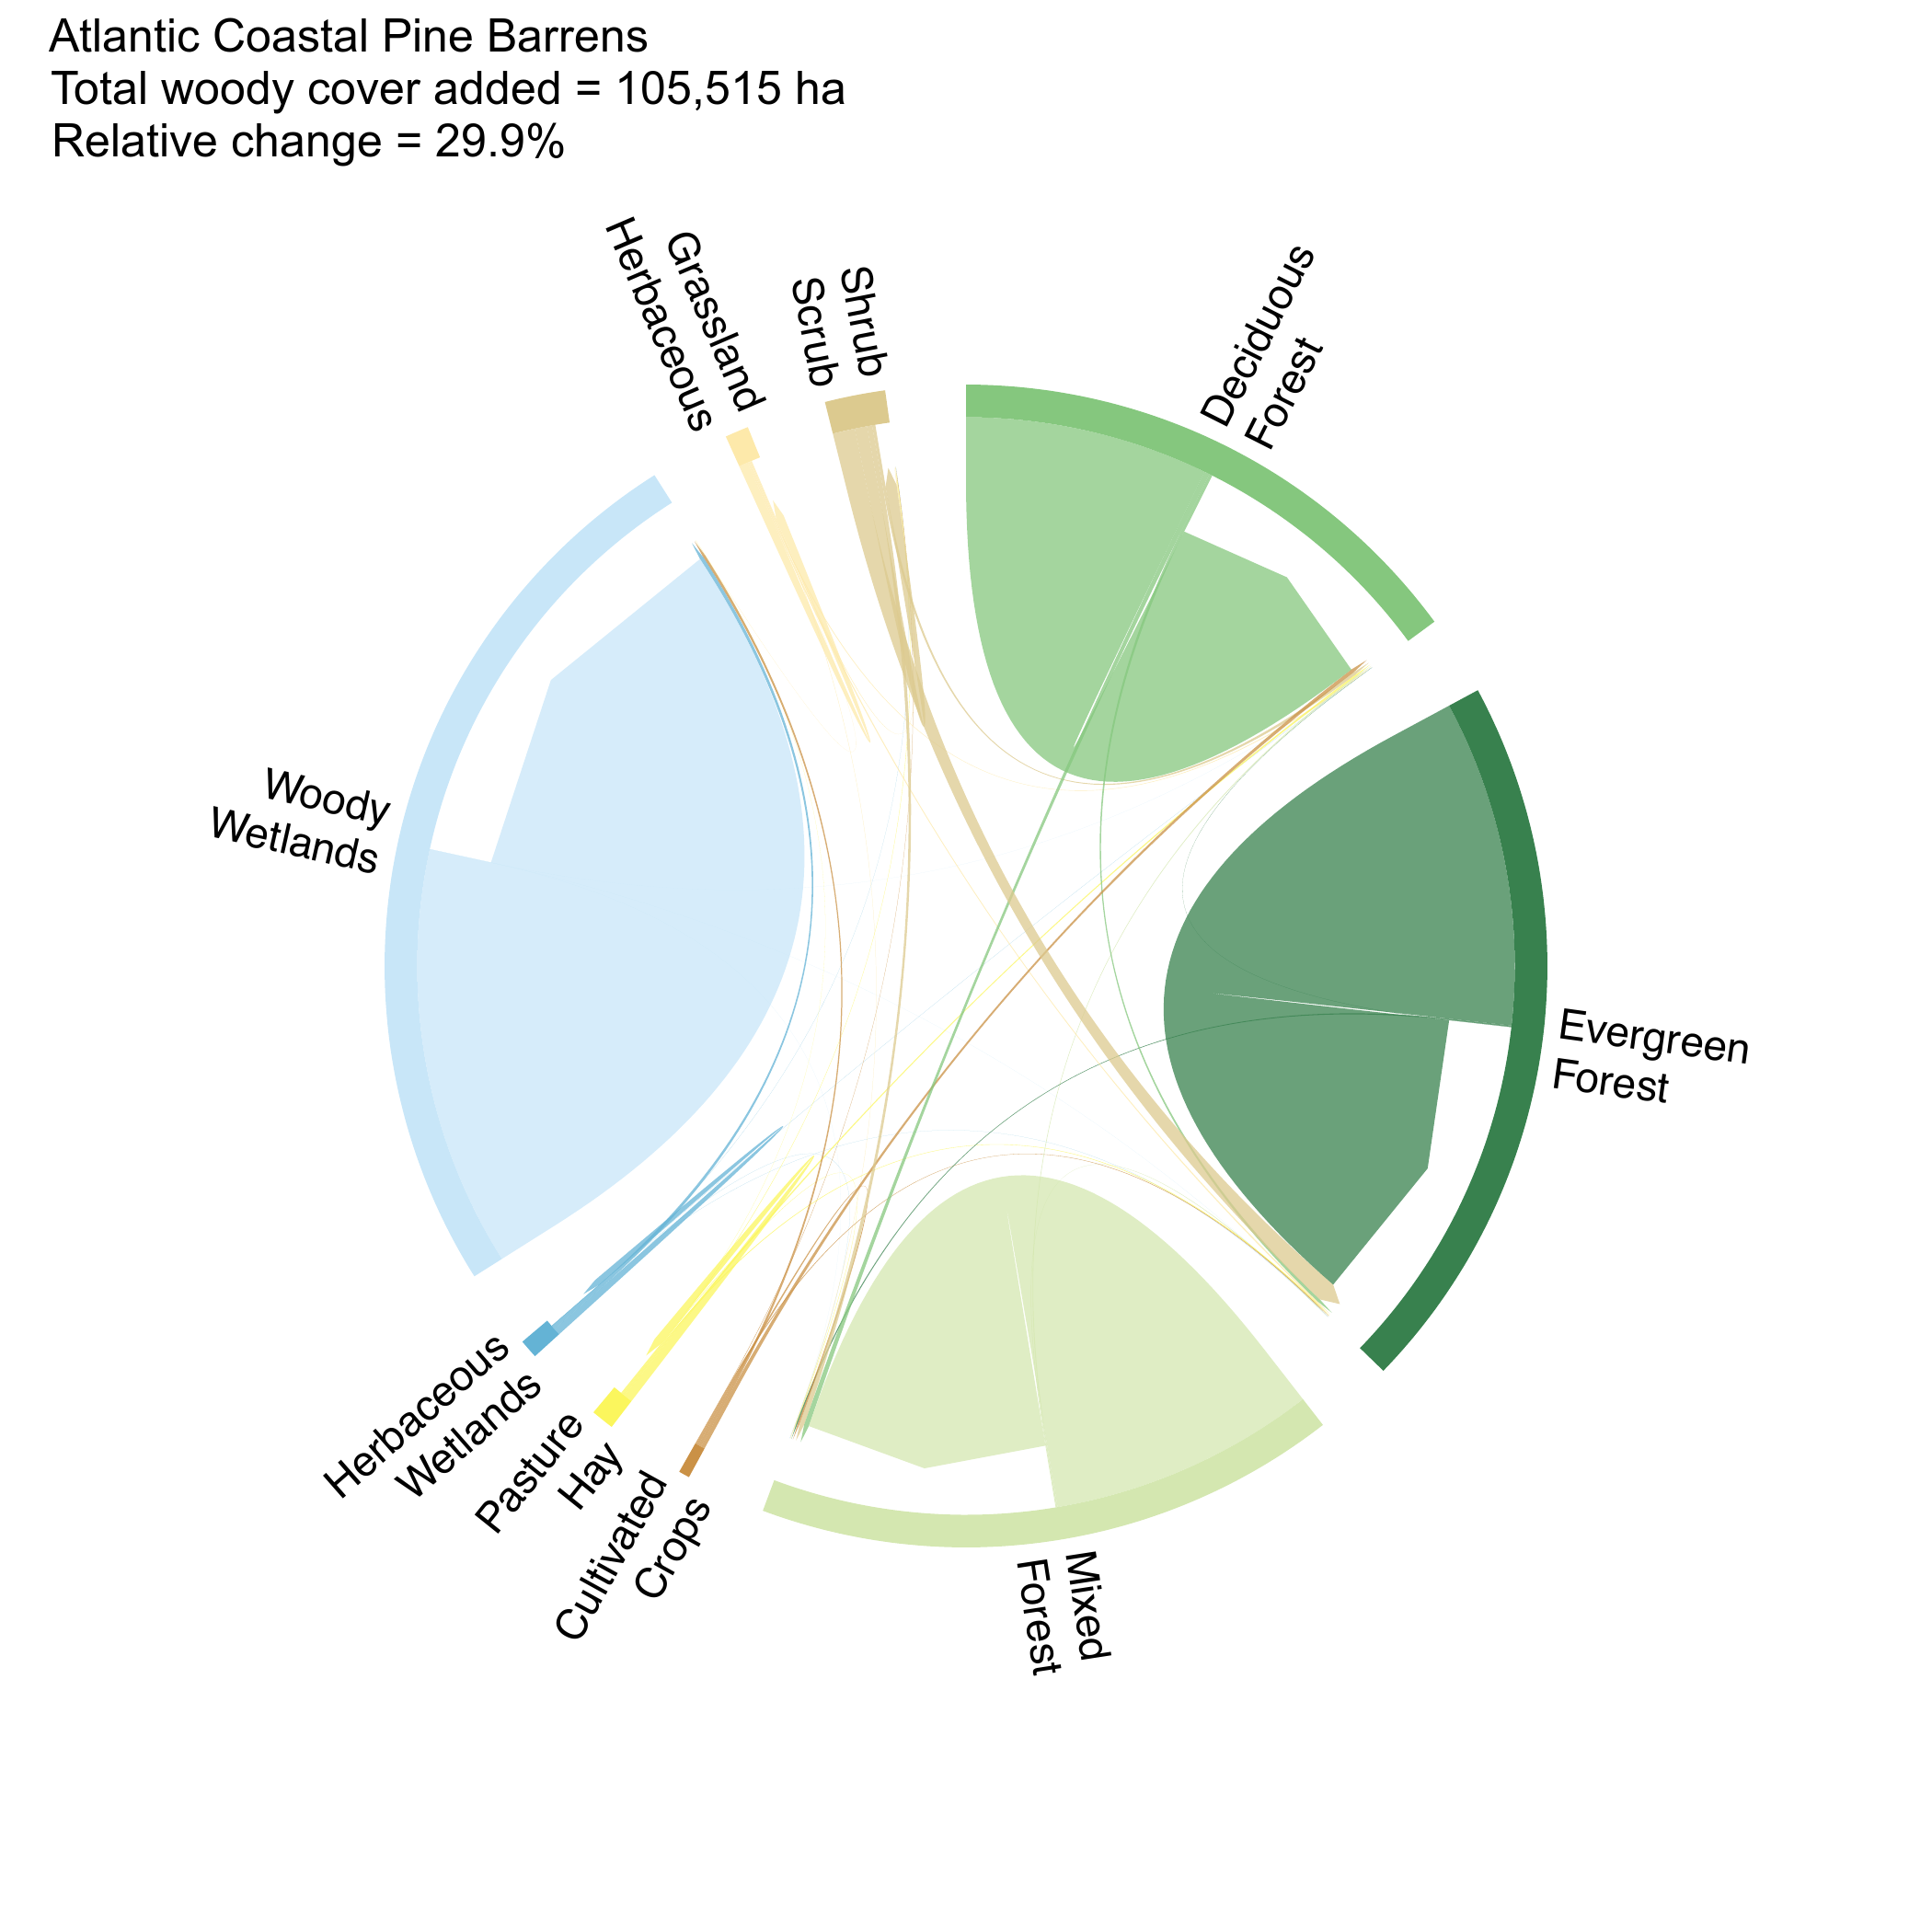 Atlantic Coastal Pine Barrens
Total woody cover added = 105,515 ha
Relative change = 29.9%
Grassland
Herbaceous
Shrub
Scrub
Deciduous
Forest
Woody
Wetlands
Evergreen
Forest
Herbaceous
Wetlands
Pasture
Hay
Cultivated
Crops
Mixed
Forest